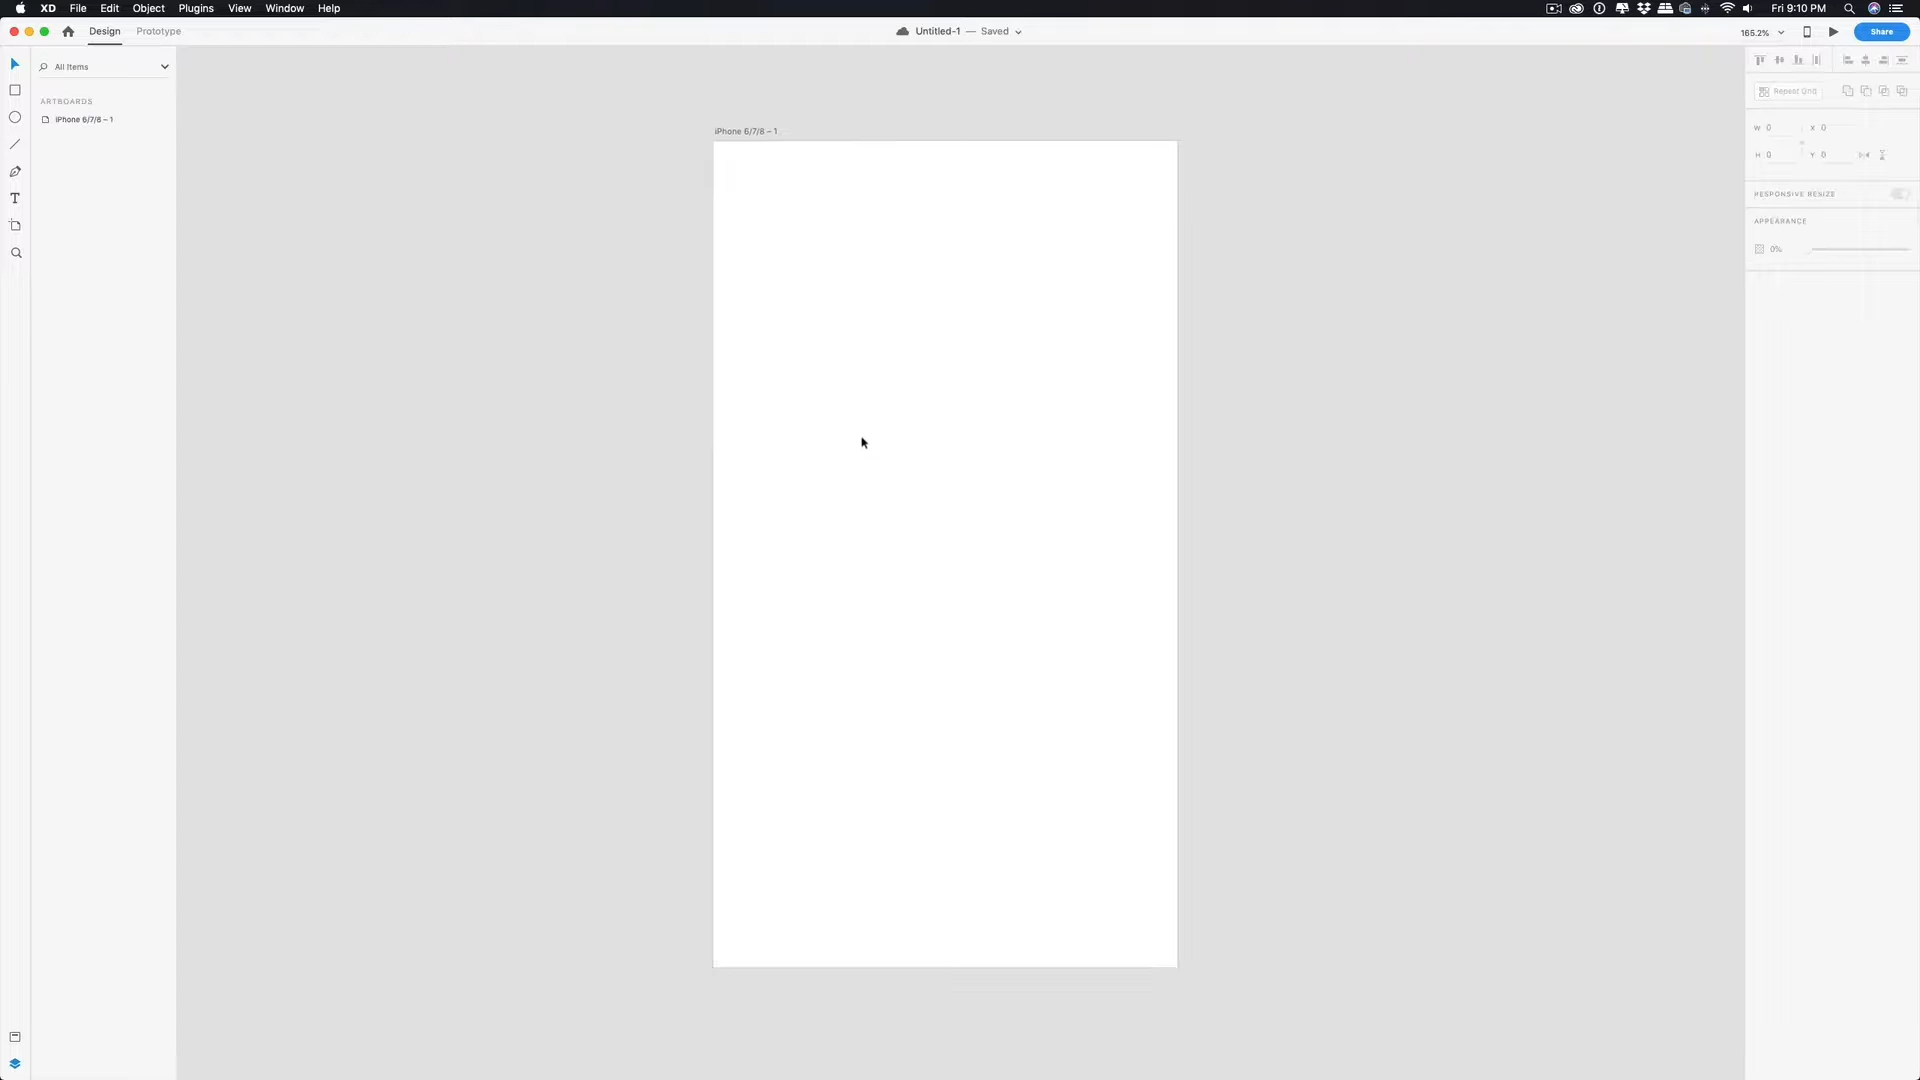 XD File Edit Object Plugins View Window Help Fri 9:10 PM
Design Prototype Untitled-1 — Saved 165.2% Share
All Items
ARTBOARDS
iPhone 6/7/8 – 1
iPhone 6/7/8 – 1
Repeat Grid
W 0 X 0
H 0 Y 0
RESPONSIVE RESIZE
APPEARANCE
0%